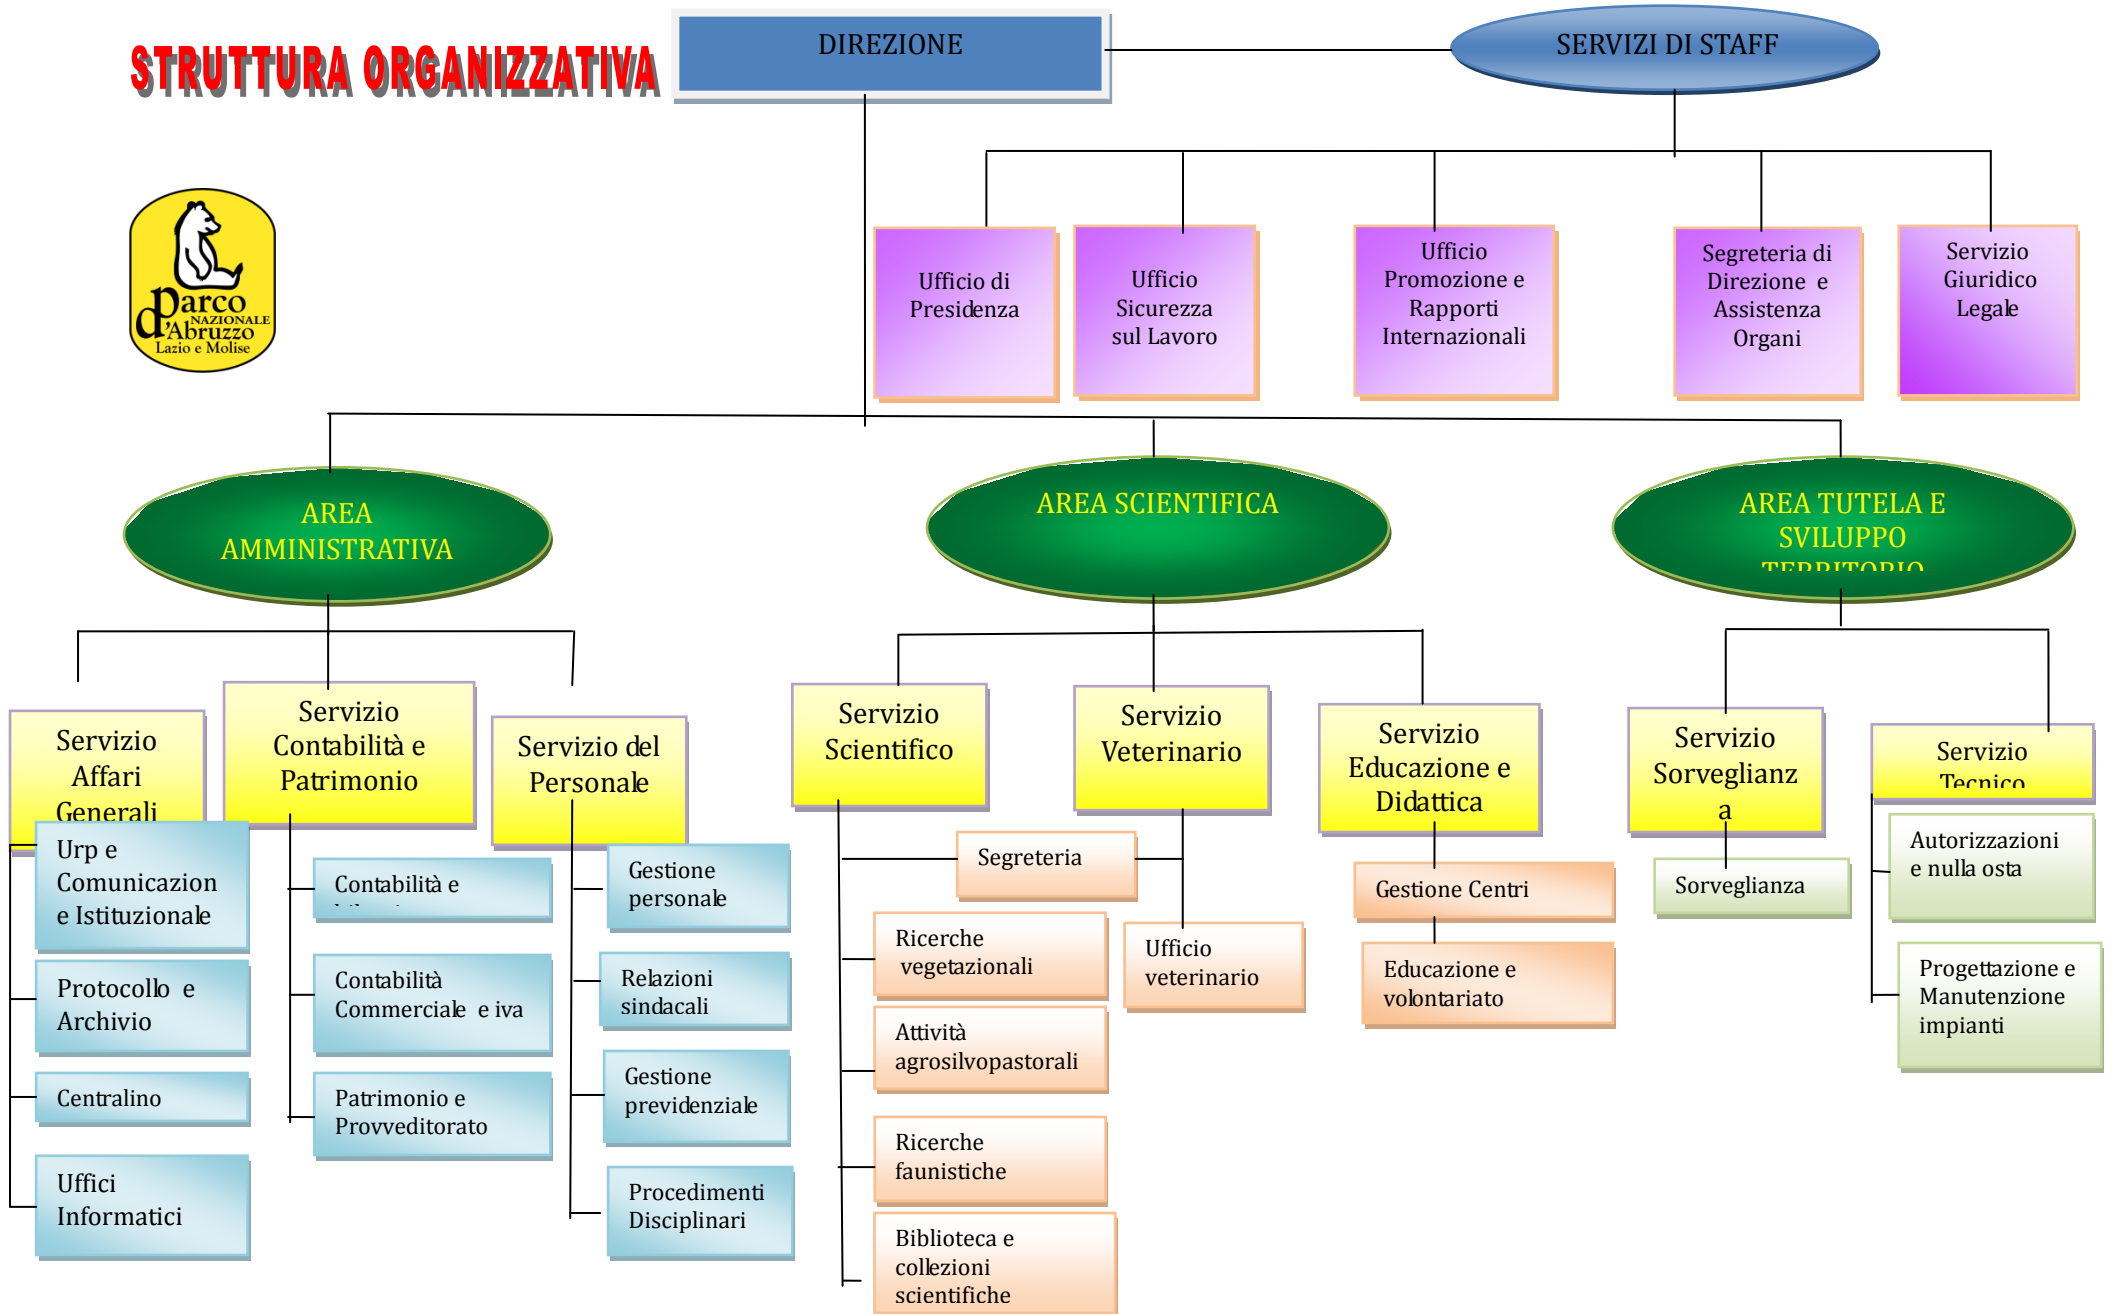 STRUTTURA ORGANIZZATIVA
DIREZIONE
SERVIZI DI STAFF
Parco
NAZIONALE
d'Abruzzo
Lazio e Molise
Ufficio di
Presidenza
Ufficio
Sicurezza
sul Lavoro
Ufficio
Promozione e
Rapporti
Internazionali
Segreteria di
Direzione e
Assistenza
Organi
Servizio
Giuridico
Legale
AREA
AMMINISTRATIVA
AREA SCIENTIFICA
AREA TUTELA E
SVILUPPO
TERRITORIO
Servizio
Affari
Generali
Servizio
Contabilità e
Patrimonio
Servizio del
Personale
Servizio
Scientifico
Servizio
Veterinario
Servizio
Educazione e
Didattica
Servizio
Sorveglianz
a
Servizio
Tecnico
Urp e
Comunicazion
e Istituzionale
Protocollo e
Archivio
Centralino
Uffici
Informatici
Contabilità e
Contabilità
Commerciale e iva
Patrimonio e
Provveditorato
Gestione
personale
Relazioni
sindacali
Gestione
previdenziale
Procedimenti
Disciplinari
Segreteria
Ricerche
vegetazionali
Attività
agrosilvopastorali
Ricerche
faunistiche
Biblioteca e
collezioni
scientifiche
Ufficio
veterinario
Gestione Centri
Educazione e
volontariato
Sorveglianza
Autorizzazioni
e nulla osta
Progettazione e
Manutenzione
impianti